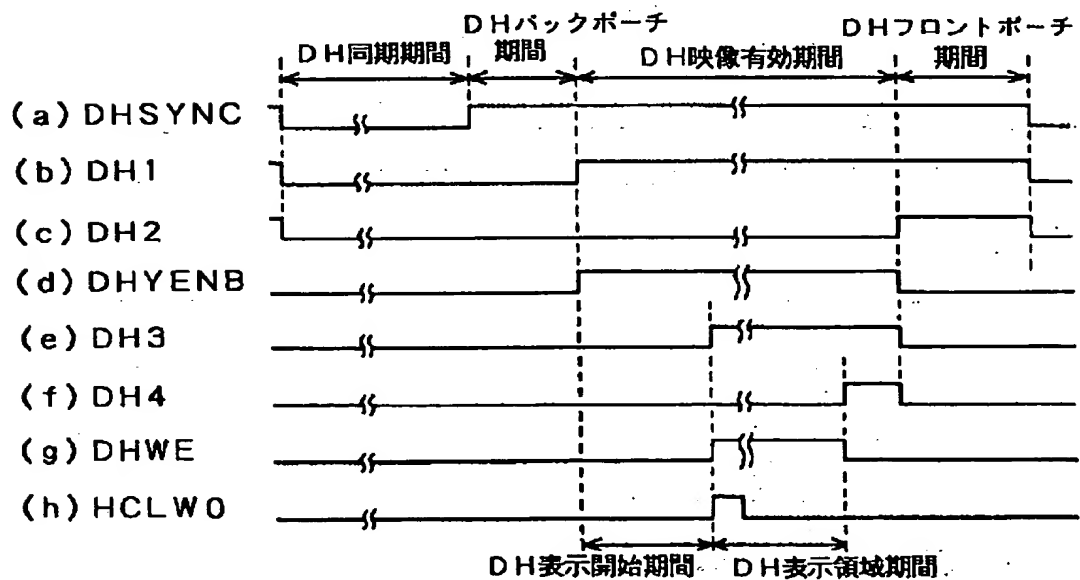 DHバックポーチ DHフロントポーチ
DH同期期間 期間 DH映像有効期間 期間
(a) DHSYNC
(b) DH1
(c) DH2
(d) DHYENB
(e) DH3
(f) DH4
(g) DHWE
(h) HCLW0
DH表示開始期間 DH表示領域期間